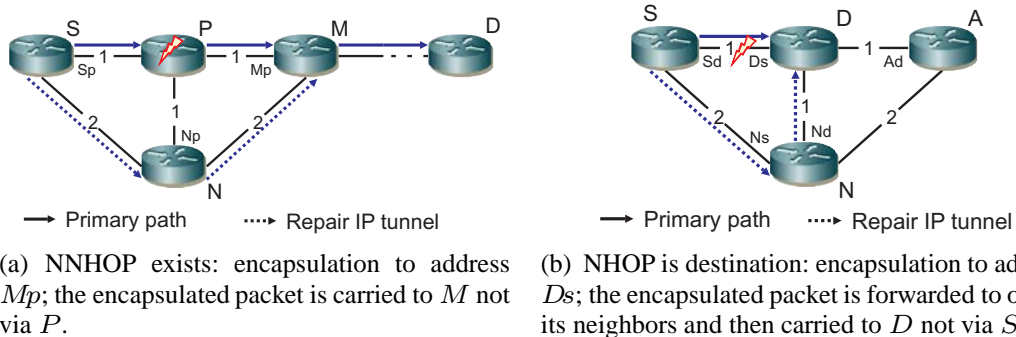 S P M D
Sp 1 1 Mp
1
2 Np 2
N
Primary path Repair IP tunnel
(a) NNHOP exists: encapsulation to address
Mp; the encapsulated packet is carried to M not
via P.
S D A
Sd 1 Ds 1 Ad
1
2 Ns Nd 2
N
Primary path Repair IP tunnel
(b) NHOP is destination: encapsulation to ad
Ds; the encapsulated packet is forwarded to o
its neighbors and then carried to D not via S